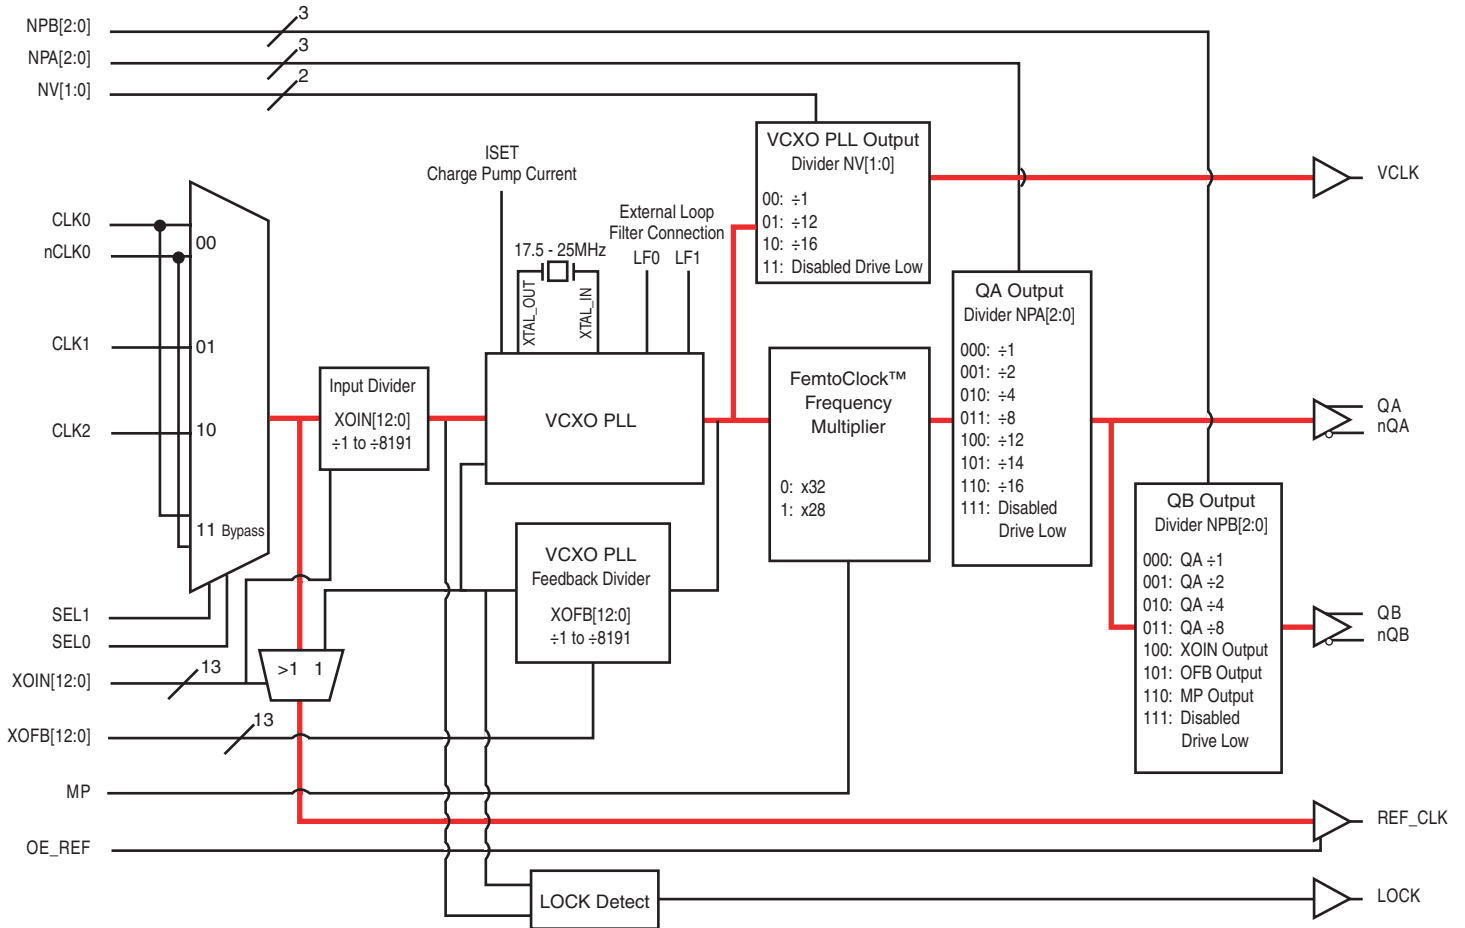 NPB[2:0]
3
NPA[2:0]
3
NV[1:0]
2
ISET
Charge Pump Current
17.5 - 25MHz
XTAL_OUT
XTAL_IN
External Loop
Filter Connection
LF0 LF1
VCXO PLL Output
Divider NV[1:0]
00: ÷1
01: ÷12
10: ÷16
11: Disabled Drive Low
VCLK
CLK0
nCLK0
CLK1
CLK2
00
01
10
11 Bypass
Input Divider
XOIN[12:0]
÷1 to ÷8191
VCXO PLL
VCXO PLL
Feedback Divider
XOFB[12:0]
÷1 to ÷8191
FemtoClock™
Frequency
Multiplier
0: x32
1: x28
QA Output
Divider NPA[2:0]
000: ÷1
001: ÷2
010: ÷4
011: ÷8
100: ÷12
101: ÷14
110: ÷16
111: Disabled
Drive Low
QA
nQA
QB Output
Divider NPB[2:0]
000: QA ÷1
001: QA ÷2
010: QA ÷4
011: QA ÷8
100: XOIN Output
101: OFB Output
110: MP Output
111: Disabled
Drive Low
QB
nQB
SEL1
SEL0
>1 1
XOIN[12:0]
13
XOFB[12:0]
13
MP
OE_REF
REF_CLK
LOCK Detect
LOCK